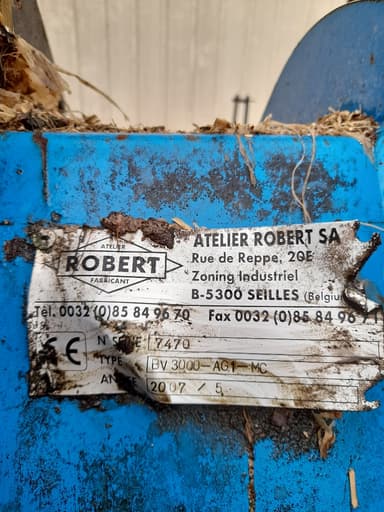 ATELIER
ROBERT
FABRICANT
ATELIER ROBERT SA
Rue de Reppe, 20E
Zoning Industriel
B-5300 SEILLES (Belgium
Tél. 0032 (0)85 84 96 70 Fax 0032 (0)85 84 96 71
CE
N SERIE 7470
TYPE BV 3000-AG1-MC
2007 / 5